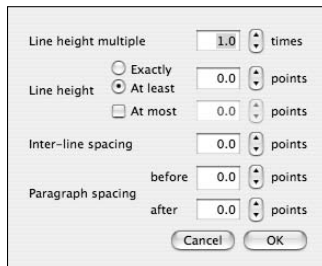 Line height multiple 1.0 times
Exactly
Line height At least 0.0 points
At most 0.0 points
Inter-line spacing 0.0 points
before 0.0 points
Paragraph spacing
after 0.0 points
Cancel OK